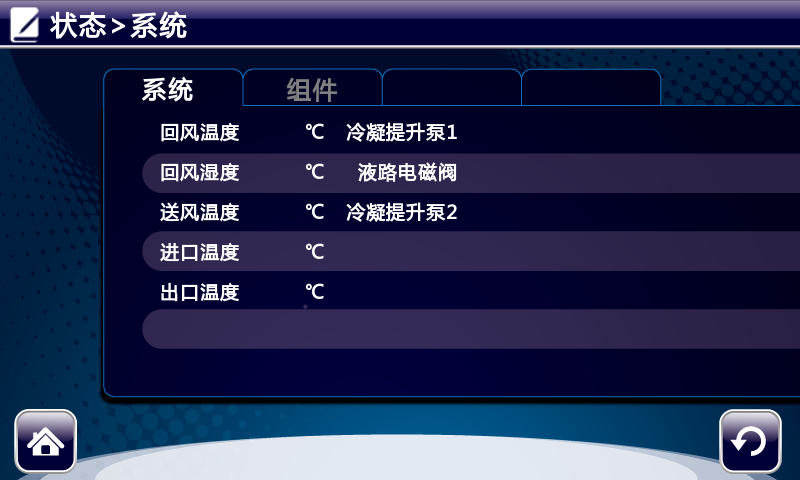 状态>系统
系统 组件
回风温度 ℃ 冷凝提升泵1
回风湿度 ℃ 液路电磁阀
送风温度 ℃ 冷凝提升泵2
进口温度 ℃
出口温度 ℃